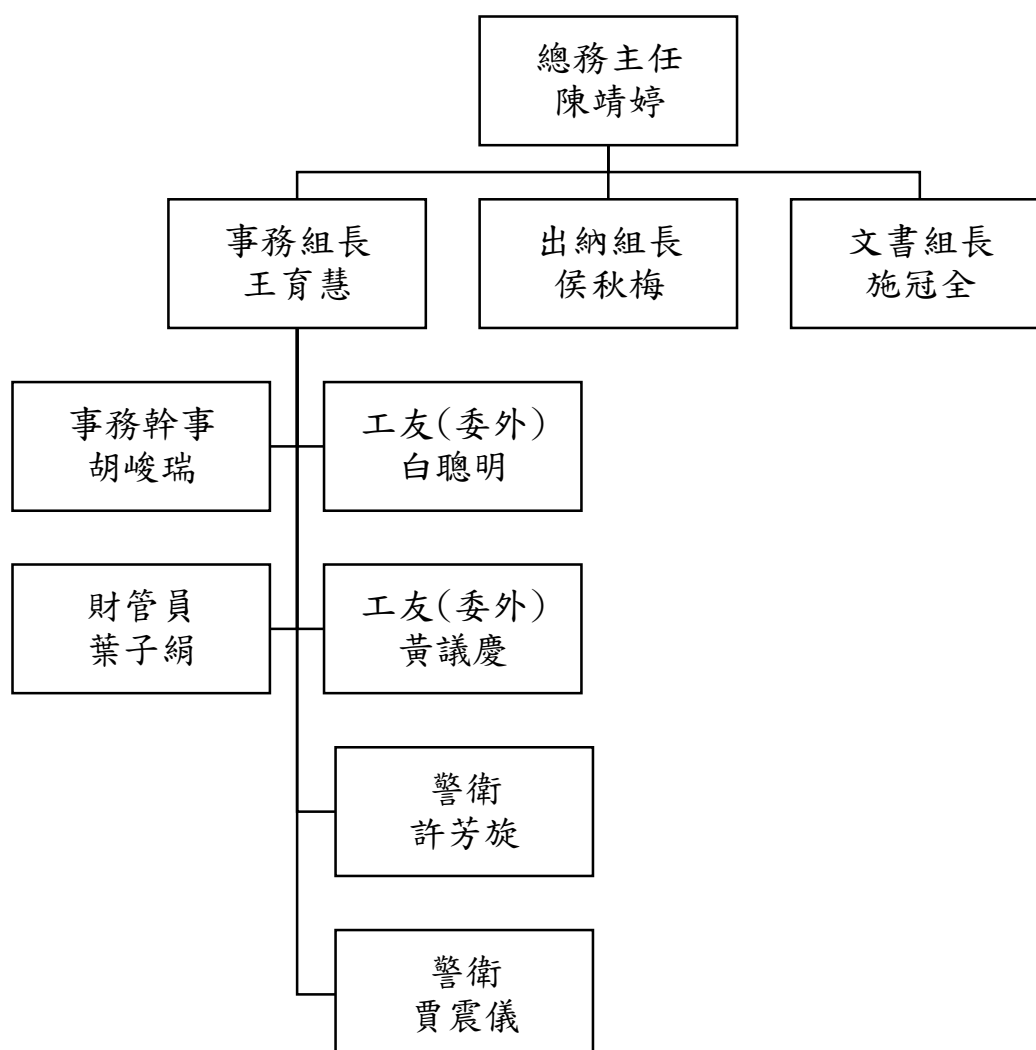 總務主任
陳靖婷
事務組長
王育慧
出納組長
侯秋梅
文書組長
施冠全
事務幹事
胡峻瑞
工友(委外)
白聰明
財管員
葉子絹
工友(委外)
黃議慶
警衛
許芳旋
警衛
賈震儀